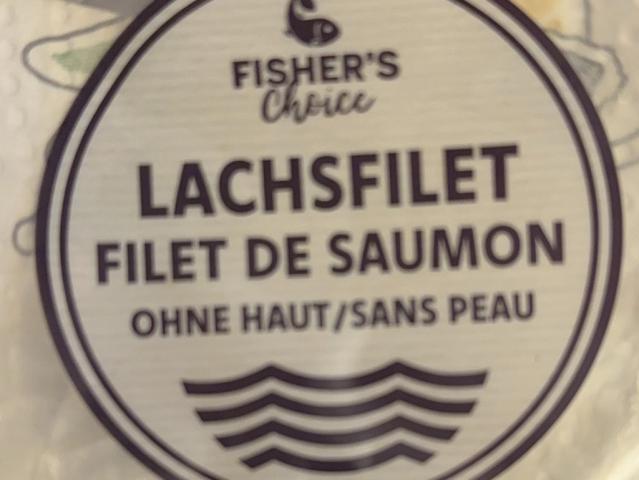 FISHER'S
Choice
LACHSFILET
FILET DE SAUMON
OHNE HAUT/SANS PEAU